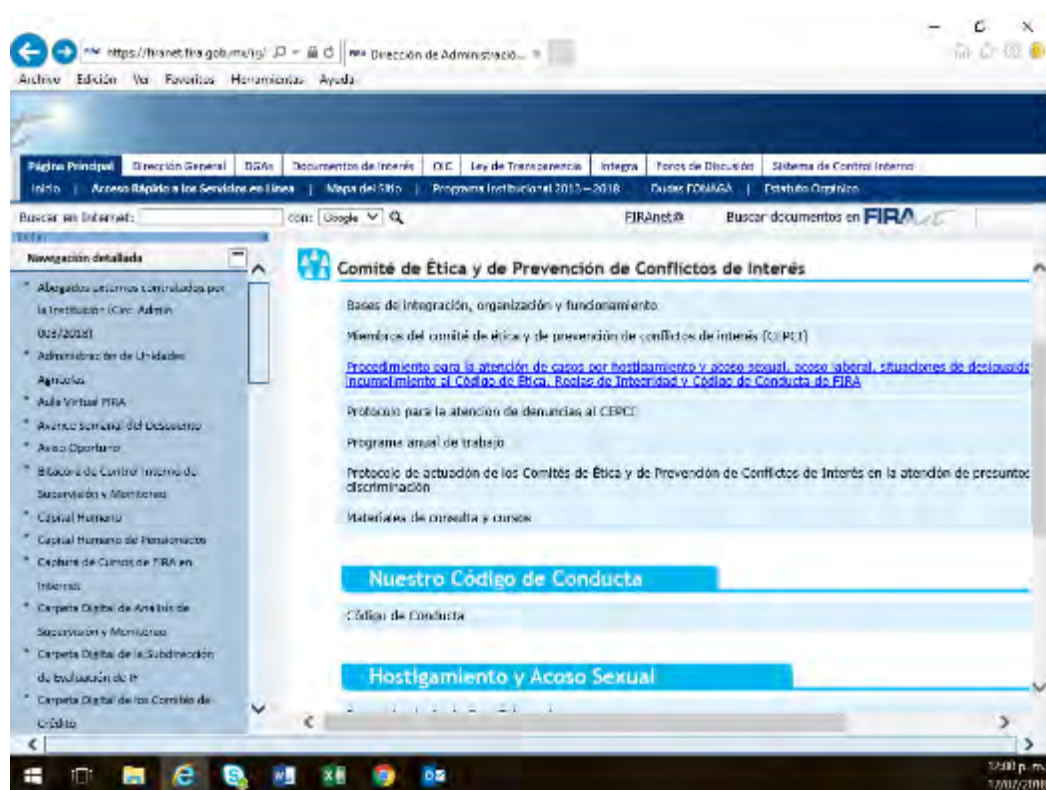 https://firanet.fira.gob.mx/
Dirección de Administració...
Archivo Edición Ver Favoritos Herramientas Ayuda
Página Principal Dirección General DGAs Documentos de Interés OIC Ley de Transparencia Integra Foros de Discusión Sistema de Control Interno
Inicio | Acceso Rápido a los Servicios en Línea | Mapa del Sitio | Programa Institucional 2013-2018 Dudas FONAGA | Estatuto Orgánico
Buscar en Internet: con: Google FIRAnet Buscar documentos en FIRA
Navegación detallada
Comité de Ética y de Prevención de Conflictos de Interés
Abogados externos contratados por
la Institución (Circ. Admin
003/2018)
Administración de Unidades
Agrícolas
Aula Virtual FIRA
Avance Semanal del Descuento
Aviso Oportuno
Bitácora de Control Interno de
Supervisión y Monitoreo
Capital Humano
Capital Humano de Pensionados
Captura de Cursos de FIRA en
Internet
Carpeta Digital de Análisis de
Supervisión y Monitoreo
Carpeta Digital de la Subdirección
de Evaluación de IF
Carpeta Digital de los Comités de
Crédito
Bases de integración, organización y funcionamiento
Miembros del comité de ética y de prevención de conflictos de interés (CEPCI)
Procedimiento para la atención de casos por hostigamiento y acoso sexual, acoso laboral, situaciones de desigualda
incumplimiento al Código de Ética, Reglas de Integridad y Código de Conducta de FIRA
Protocolo para la atención de denuncias al CEPCI
Programa anual de trabajo
Protocolo de actuación de los Comités de Ética y de Prevención de Conflictos de Interés en la atención de presuntos
discriminación
Materiales de consulta y cursos
Nuestro Código de Conducta
Código de Conducta
Hostigamiento y Acoso Sexual
12:00 p. m.
17/07/2018